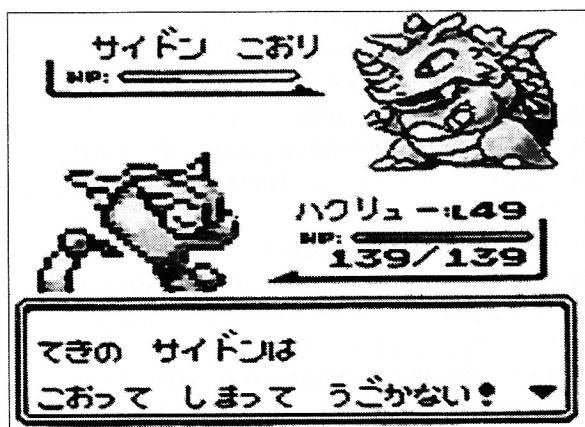 サイドン こおり
HP:
ハクリュー:L49
HP:
139/139
てきの サイドンは
こおって しまって うごかない!